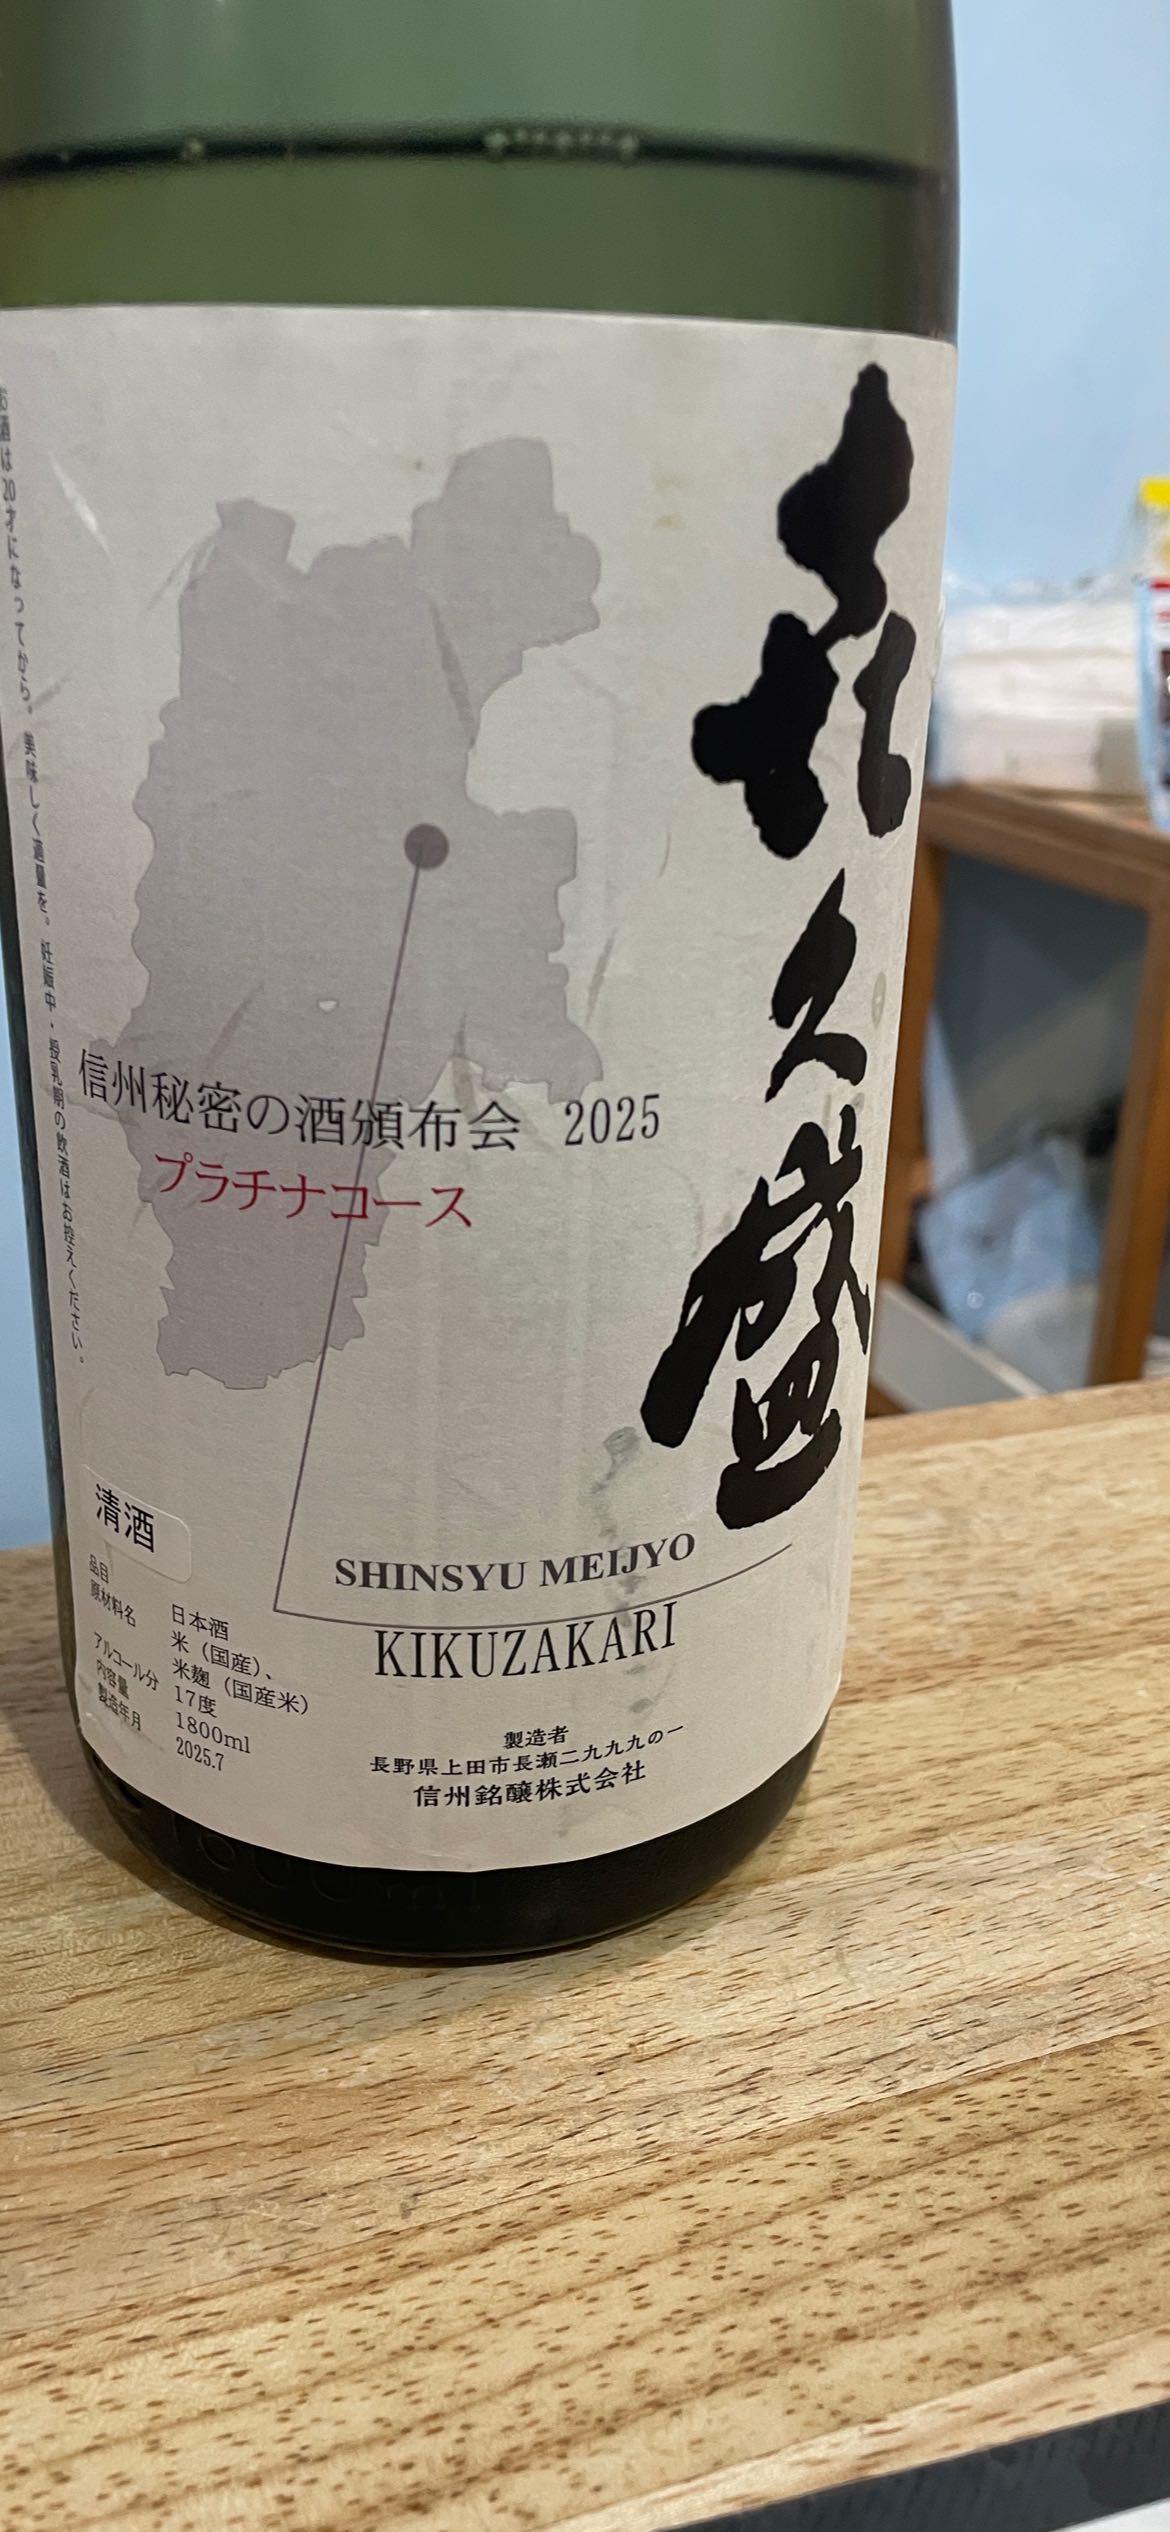 喜久盛
信州秘密の酒頒布会 2025
プラチナコース
お酒は20才になってから。美味しく適量を。妊娠中・授乳期の飲酒はお控えください。
清酒
品目 日本酒
原材料名 米（国産）、
米麹（国産米）
アルコール分 17度
内容量 1800ml
製造年月 2025.7
SHINSYU MEIJYO
KIKUZAKARI
製造者
長野県上田市長瀬二九九九の一
信州銘醸株式会社